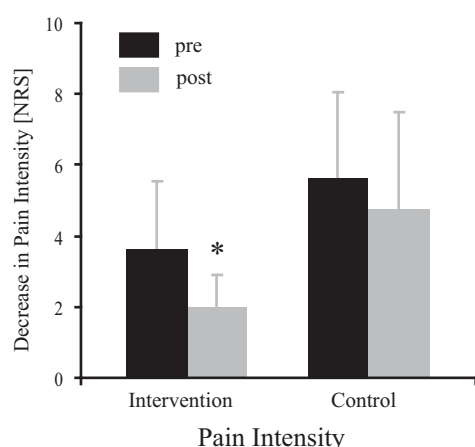 10
pre
post
8
6
4
*
2
0
Decrease in Pain Intensity [NRS]
Intervention
Control
Pain Intensity